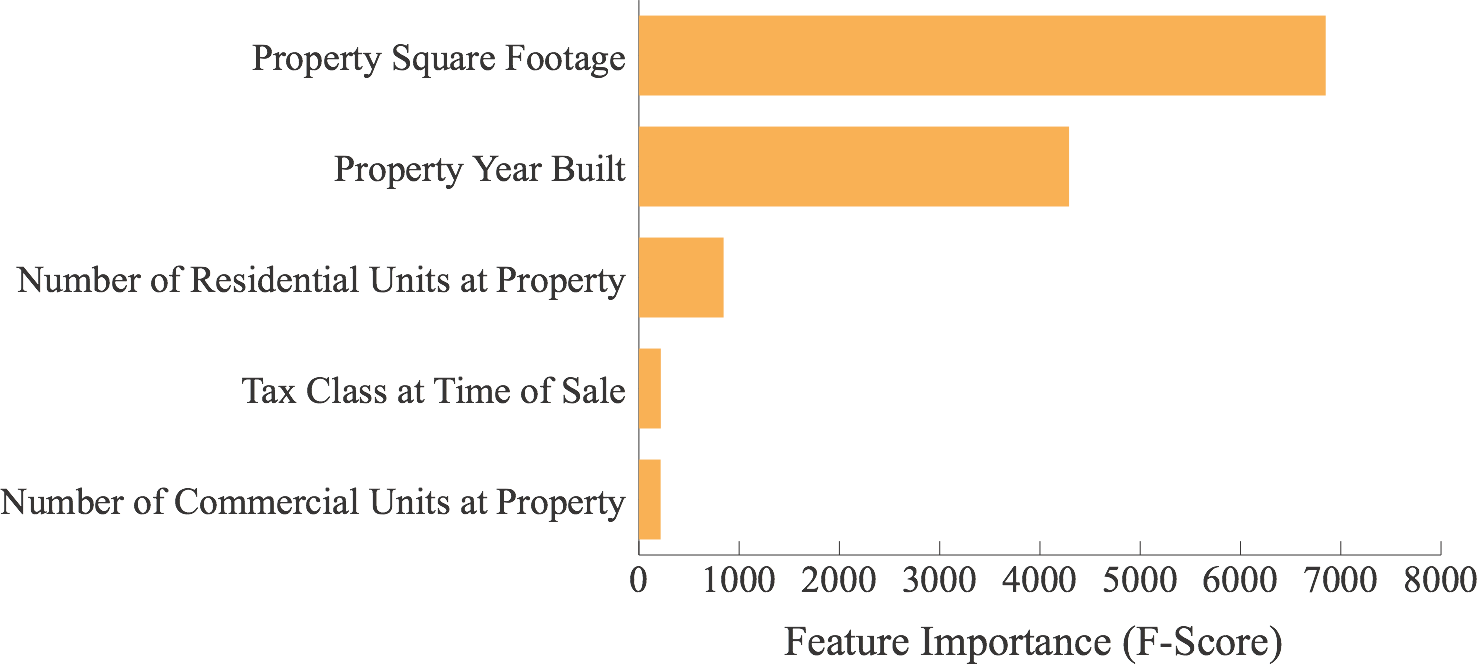 Property Square Footage
Property Year Built
Number of Residential Units at Property
Tax Class at Time of Sale
Number of Commercial Units at Property
0 1000 2000 3000 4000 5000 6000 7000 8000
Feature Importance (F-Score)